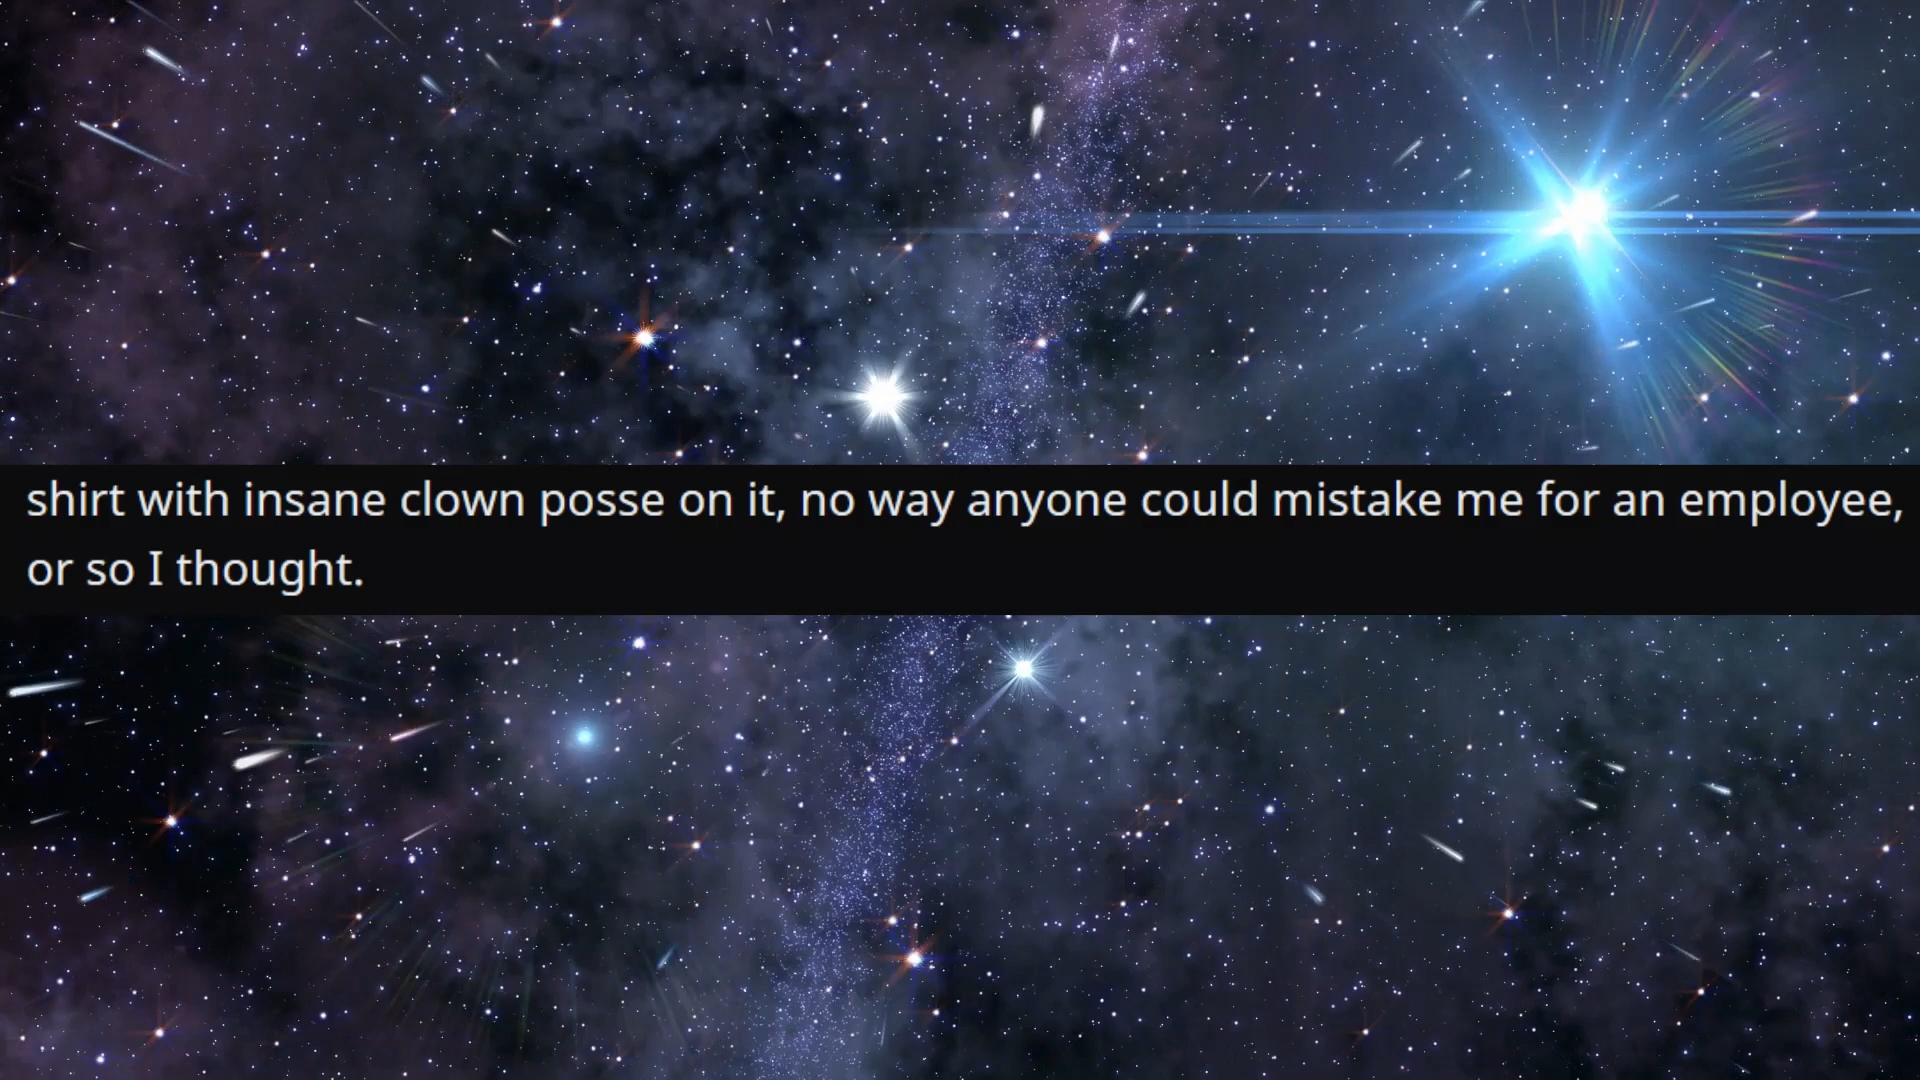 shirt with insane clown posse on it, no way anyone could mistake me for an employee,
or so I thought.